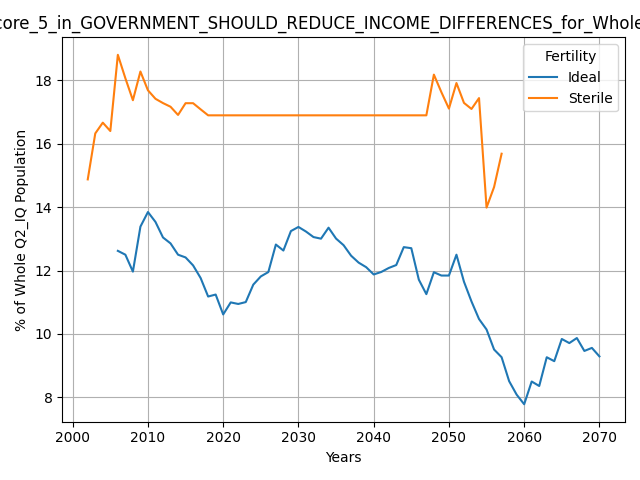 core_5_in_GOVERNMENT_SHOULD_REDUCE_INCOME_DIFFERENCES_for_Whole
Fertility
Ideal
Sterile
% of Whole Q2_IQ Population
18
16
14
12
10
8
2000 2010 2020 2030 2040 2050 2060 2070
Years